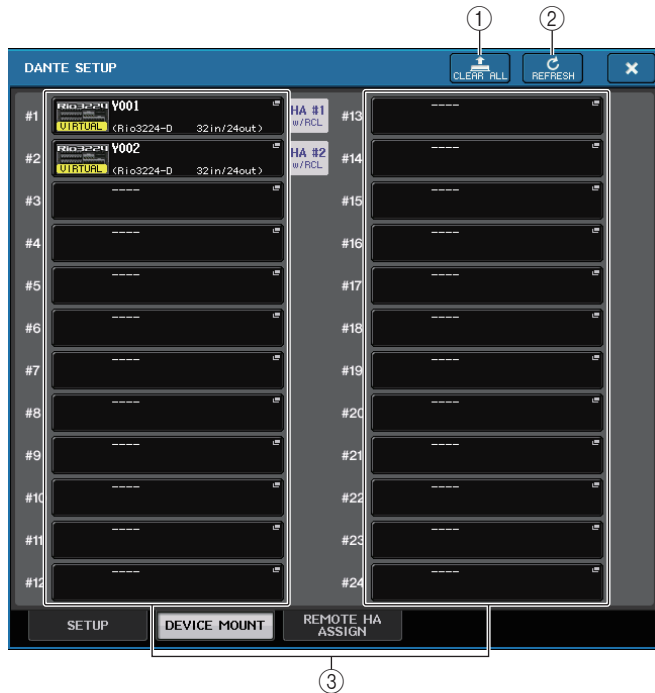 ① ②
DANTE SETUP CLEAR ALL REFRESH ×
#1 Rio3224 Y001 VIRTUAL (Rio3224-D 32in/24out) HA #1 w/RCL
#13 ----
#2 Rio3224 Y002 VIRTUAL (Rio3224-D 32in/24out) HA #2 w/RCL
#14 ----
#3 ---- #15 ----
#4 ---- #16 ----
#5 ---- #17 ----
#6 ---- #18 ----
#7 ---- #19 ----
#8 ---- #20 ----
#9 ---- #21 ----
#10 ---- #22 ----
#11 ---- #23 ----
#12 ---- #24 ----
SETUP DEVICE MOUNT REMOTE HA ASSIGN
③